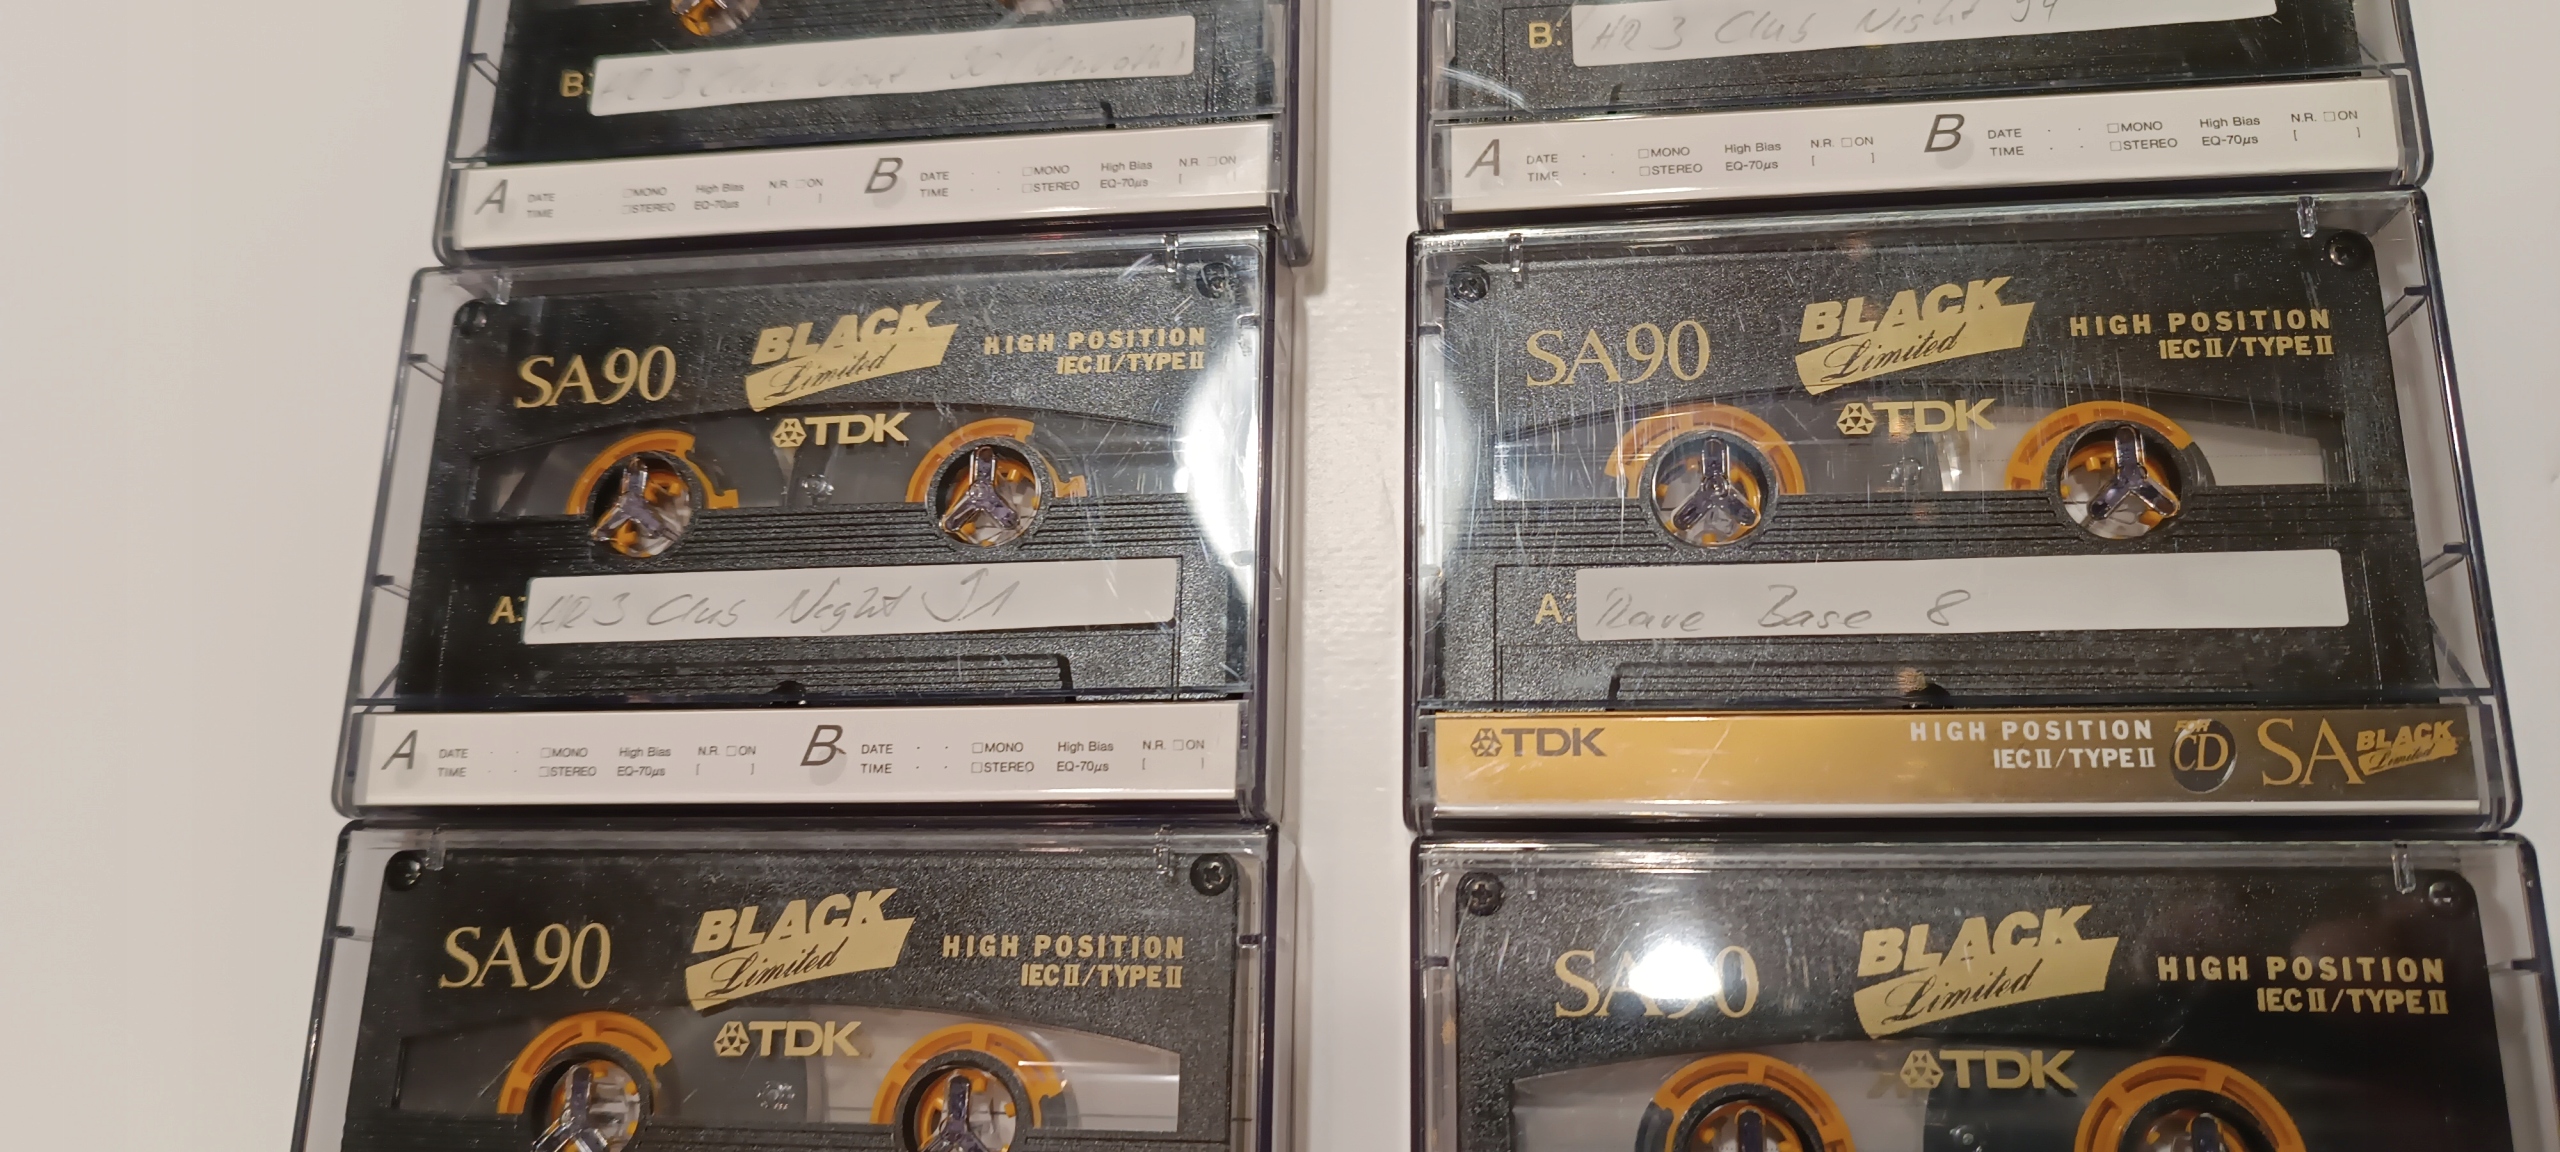 B:
HR 3 Club Night
A DATE TIME MONO STEREO High Bias EQ-70µs N.R. ON [ ] B DATE TIME MONO STEREO High Bias EQ-70µs N.R. ON [
B: HR 3 Club Night 94
A DATE TIME MONO STEREO High Bias EQ-70µs N.R. ON [ ] B DATE TIME MONO STEREO High Bias EQ-70µs N.R. ON [ ]
SA90
BLACK
Limited
HIGH POSITION
IEC II/TYPE II
TDK
A: HR3 Club Night 91
A DATE TIME MONO STEREO High Bias EQ-70µs N.R. ON [ ] B DATE TIME MONO STEREO High Bias EQ-70µs N.R. ON [ ]
SA90
BLACK
Limited
HIGH POSITION
IEC II/TYPE II
TDK
A: Rave Base 8
TDK
HIGH POSITION
IEC II/TYPE II
CD
SA
BLACK
Limited
SA90
BLACK
Limited
HIGH POSITION
IEC II/TYPE II
TDK
SA90
BLACK
Limited
HIGH POSITION
IEC II/TYPE II
TDK